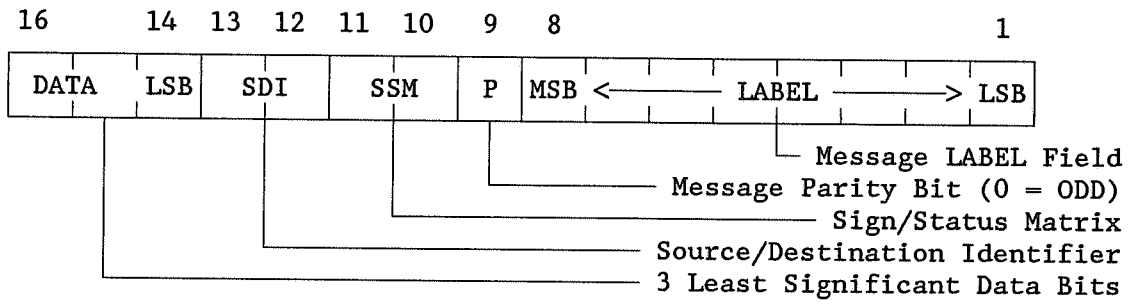 16 14 13 12 11 10 9 8 1
DATA LSB SDI SSM P MSB <—— LABEL ——> LSB
Message LABEL Field
Message Parity Bit (0 = ODD)
Sign/Status Matrix
Source/Destination Identifier
3 Least Significant Data Bits